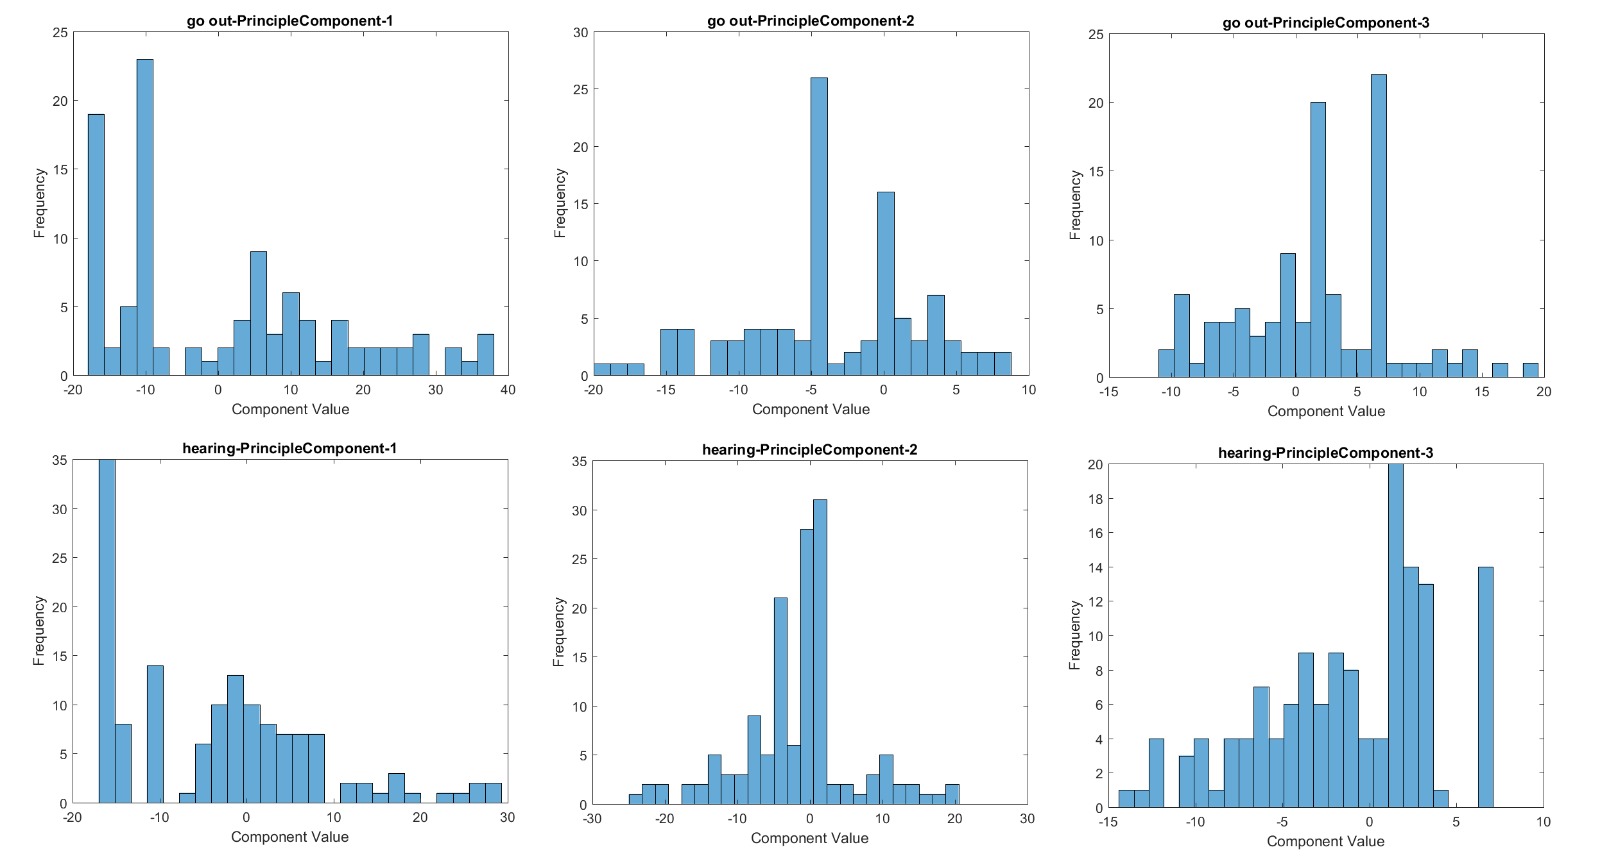 go out-PrincipleComponent-1
25
20
15
10
5
0
Frequency
-20 -10 0 10 20 30 40
Component Value
go out-PrincipleComponent-2
30
25
20
15
10
5
0
Frequency
-20 -15 -10 -5 0 5 10
Component Value
go out-PrincipleComponent-3
25
20
15
10
5
0
Frequency
-15 -10 -5 0 5 10 15 20
Component Value
hearing-PrincipleComponent-1
35
30
25
20
15
10
5
0
Frequency
-20 -10 0 10 20 30
Component Value
hearing-PrincipleComponent-2
35
30
25
20
15
10
5
0
Frequency
-30 -20 -10 0 10 20 30
Component Value
hearing-PrincipleComponent-3
20
18
16
14
12
10
8
6
4
2
0
Frequency
-15 -10 -5 0 5 10
Component Value